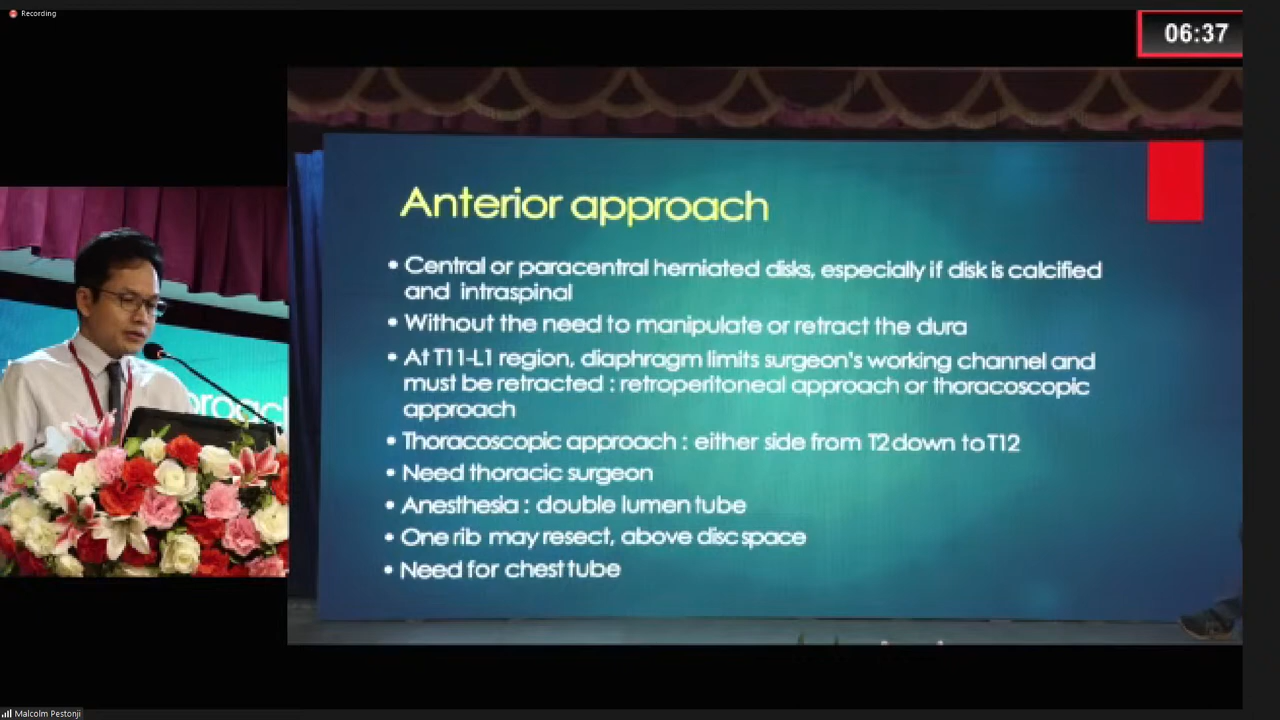 Recording
06:37
Anterior approach
• Central or paracentral herniated disks, especially if disk is calcified
and intraspinal
• Without the need to manipulate or retract the dura
• At T11-L1 region, diaphragm limits surgeon's working channel and
must be retracted : retroperitoneal approach or thoracoscopic
approach
• Thoracoscopic approach : either side from T2 down to T12
• Need thoracic surgeon
• Anesthesia : double lumen tube
• One rib may resect, above disc space
• Need for chest tube
proach
Malcolm Pestonji